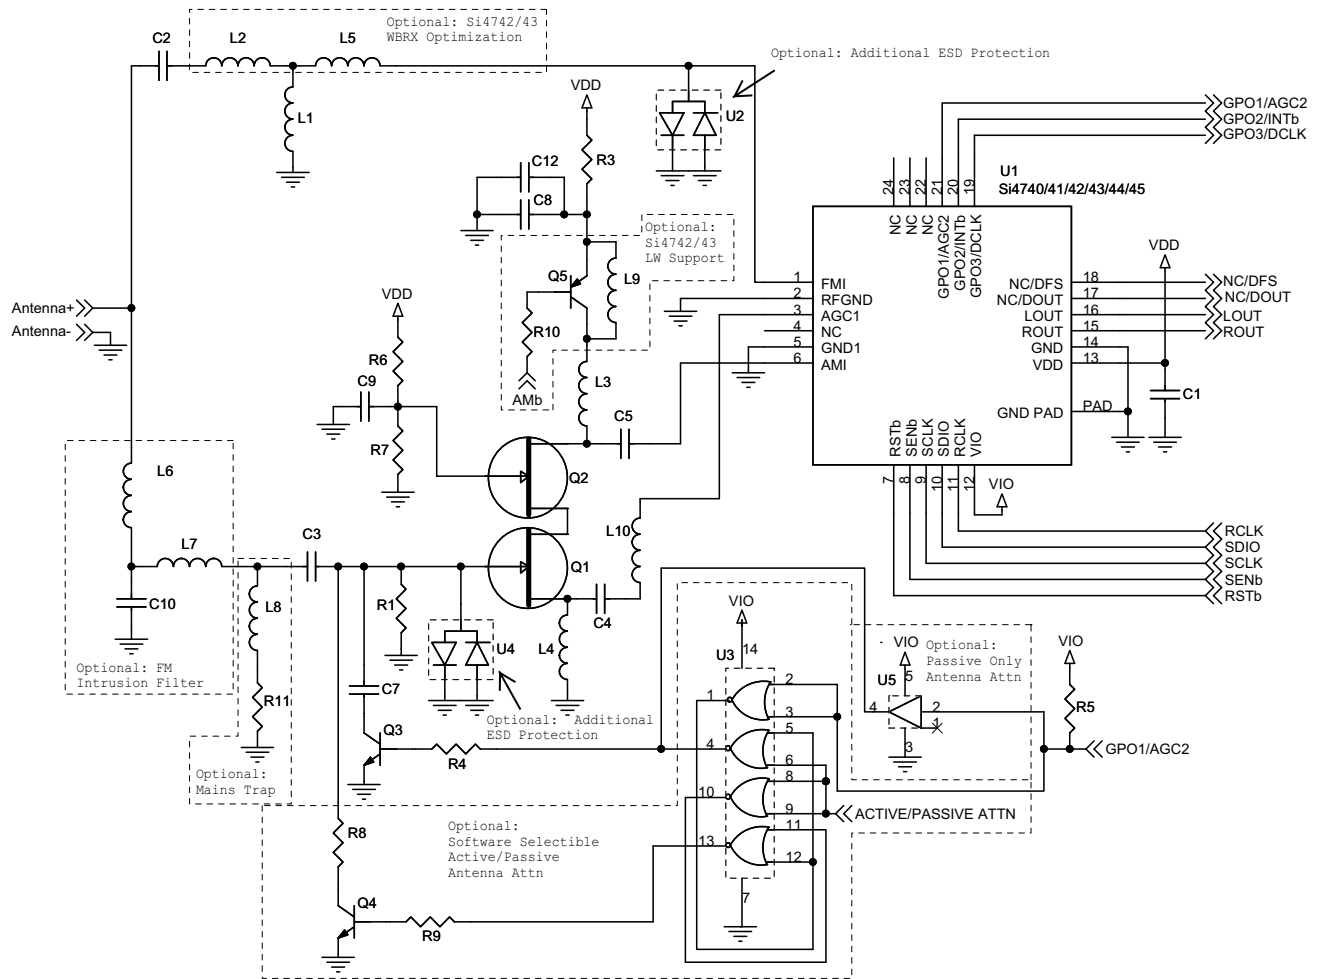 Optional: Si4742/43
WBRX Optimization
C2
L2
L5
Optional: Additional ESD Protection
VDD
L1
U2
R3
C12
C8
GPO1/AGC2
GPO2/INTb
GPO3/DCLK
U1
Si4740/41/42/43/44/45
24
23
22
21
20
19
NC
NC
NC
GPO1/AGC2
GPO2/INTb
GPO3/DCLK
Optional:
Si4742/43
LW Support
Q5
L9
R10
AMb
L3
VDD
1
2
3
4
5
6
FMI
RFGND
AGC1
NC
GND1
AMI
NC/DFS
NC/DOUT
LOUT
ROUT
GND
VDD
GND PAD
18
17
16
15
14
13
PAD
NC/DFS
NC/DOUT
LOUT
ROUT
C1
Antenna+
Antenna-
VDD
R6
C9
R7
C5
Q2
RSTb
SENb
SCLK
SDIO
RCLK
VIO
7
8
9
10
11
12
VIO
RCLK
SDIO
SCLK
SENb
RSTb
L6
L7
C3
C10
L8
R11
Optional: FM
Intrusion Filter
Optional:
Mains Trap
R1
Q1
L10
C4
L4
U4
C7
Q3
R4
Optional: Additional
ESD Protection
VIO
U3
14
1
2
3
4
5
6
10
8
9
13
11
12
7
VIO
Optional:
Passive Only
Antenna Attn
U5
5
4
2
1
3
VIO
R5
GPO1/AGC2
ACTIVE/PASSIVE ATTN
Optional:
Software Selectible
Active/Passive
Antenna Attn
R8
Q4
R9